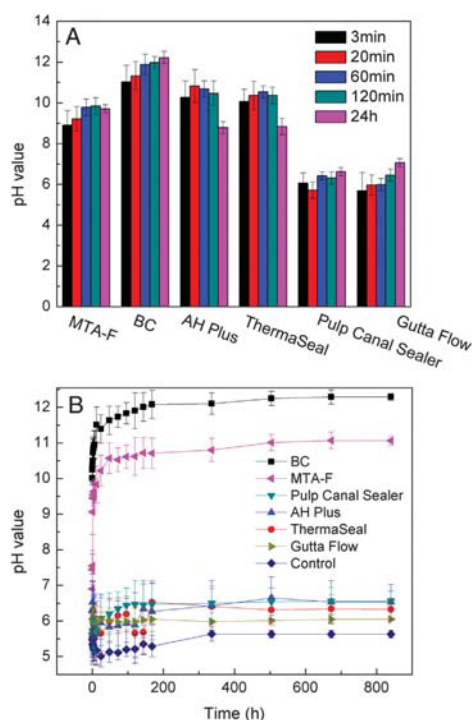 A
3min
20min
60min
120min
24h
14
12
10
8
6
4
2
0
pH value
MTA-F
BC
AH Plus
ThermaSeal
Pulp Canal Sealer
Gutta Flow
B
12
11
10
9
8
7
6
5
pH value
BC
MTA-F
Pulp Canal Sealer
AH Plus
ThermaSeal
Gutta Flow
Control
0 200 400 600 800
Time (h)